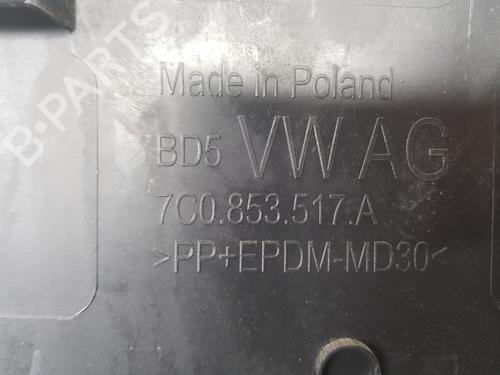 B-PARTS
Made in Poland
BD5 VW AG
7C0.853.517.A
>PP+EPDM-MD30<